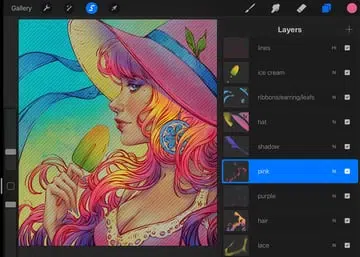 Gallery
Layers
lines M
ice cream N
ribbons/earring/leafs N
hat N
shadow N
pink N
purple N
hair N
lace N